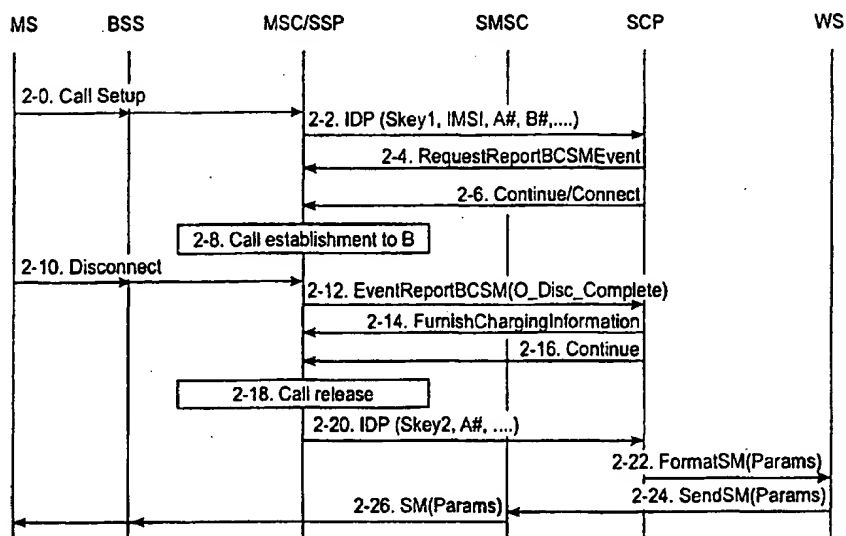 MS BSS MSC/SSP SMSC SCP WS
2-0. Call Setup
2-2. IDP (Skey1, IMSI, A#, B#,....)
2-4. RequestReportBCSMEvent
2-6. Continue/Connect
2-8. Call establishment to B
2-10. Disconnect
2-12. EventReportBCSM(O_Disc_Complete)
2-14. FurnishChargingInformation
2-16. Continue
2-18. Call release
2-20. IDP (Skey2, A#, ....)
2-22. FormatSM(Params)
2-24. SendSM(Params)
2-26. SM(Params)